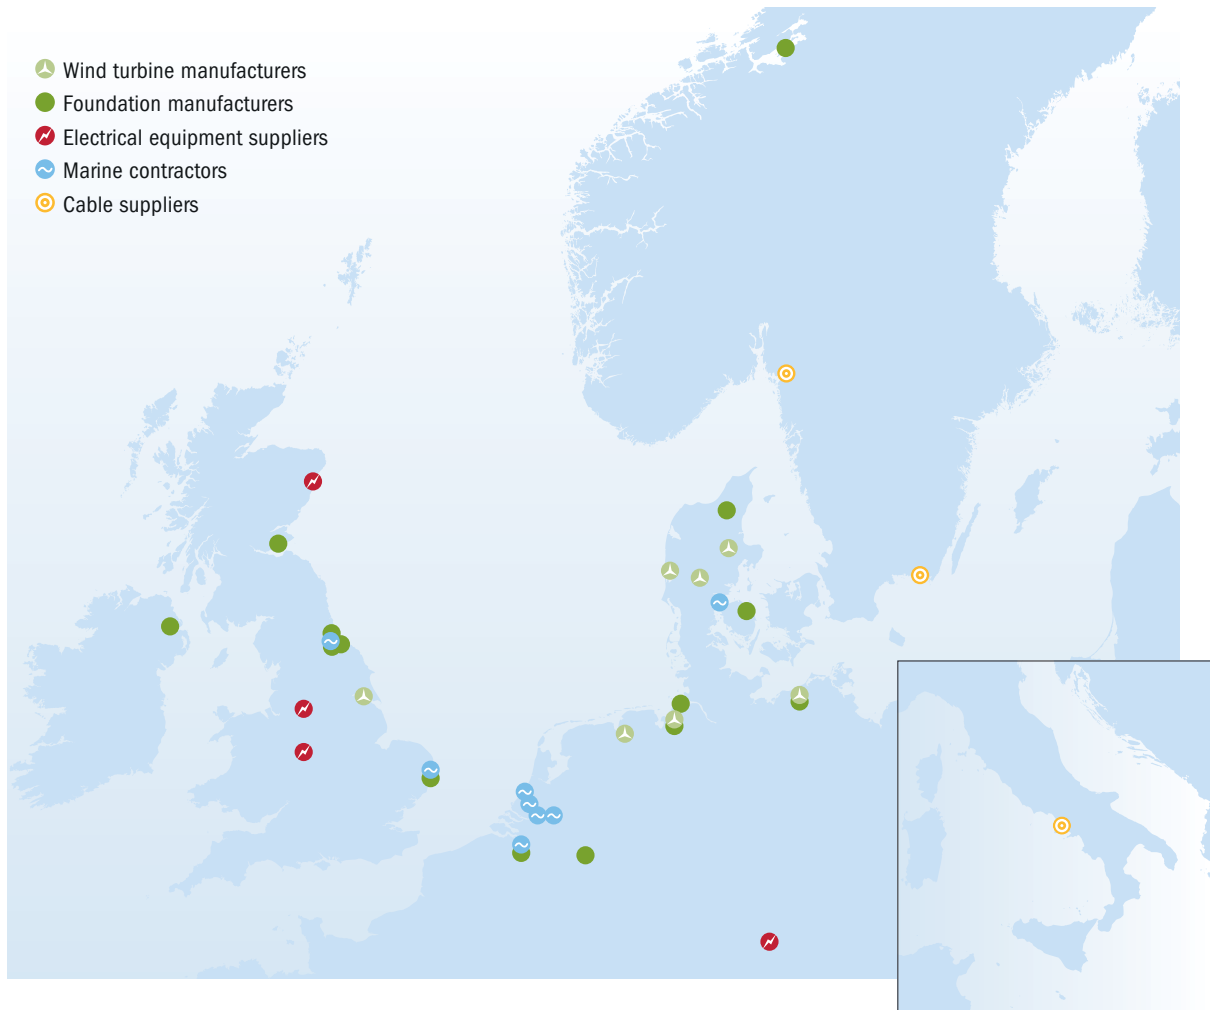 Wind turbine manufacturers
Foundation manufacturers
Electrical equipment suppliers
Marine contractors
Cable suppliers